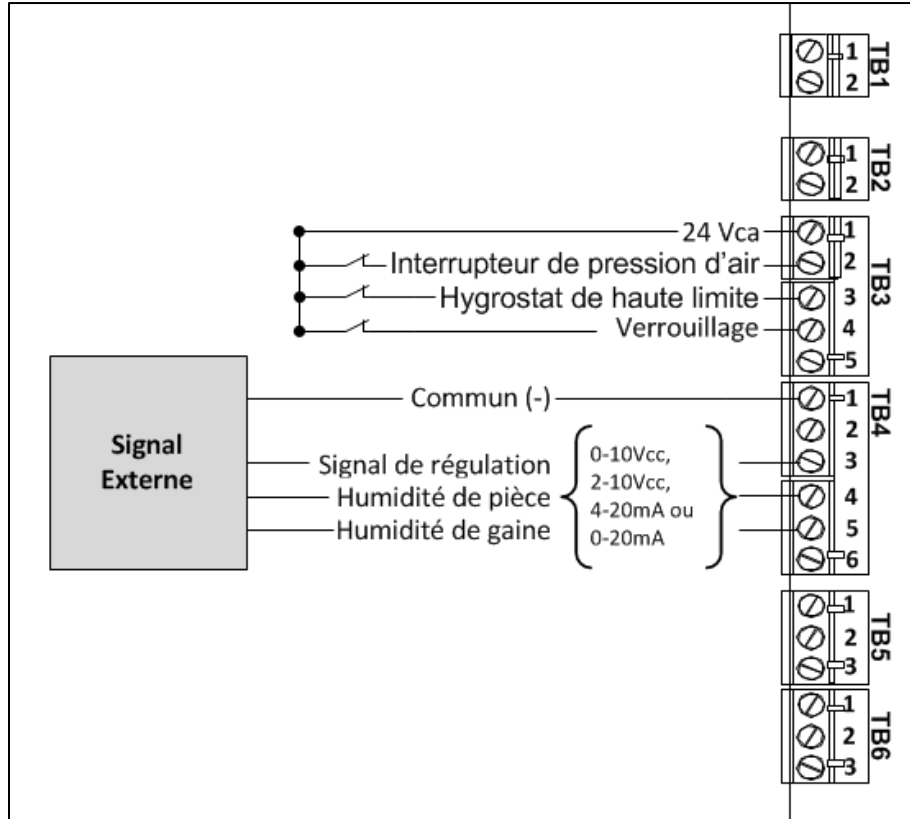 1
2
TB1
1
2
TB2
24 Vca
1
Interrupteur de pression d’air
2
Hygrostat de haute limite
3
Verrouillage
4
5
TB3
Signal
Externe
Commun (-)
1
2
Signal de régulation
3
Humidité de pièce
4
Humidité de gaine
5
6
TB4
0-10Vcc,
2-10Vcc,
4-20mA ou
0-20mA
1
2
3
TB5
1
2
3
TB6